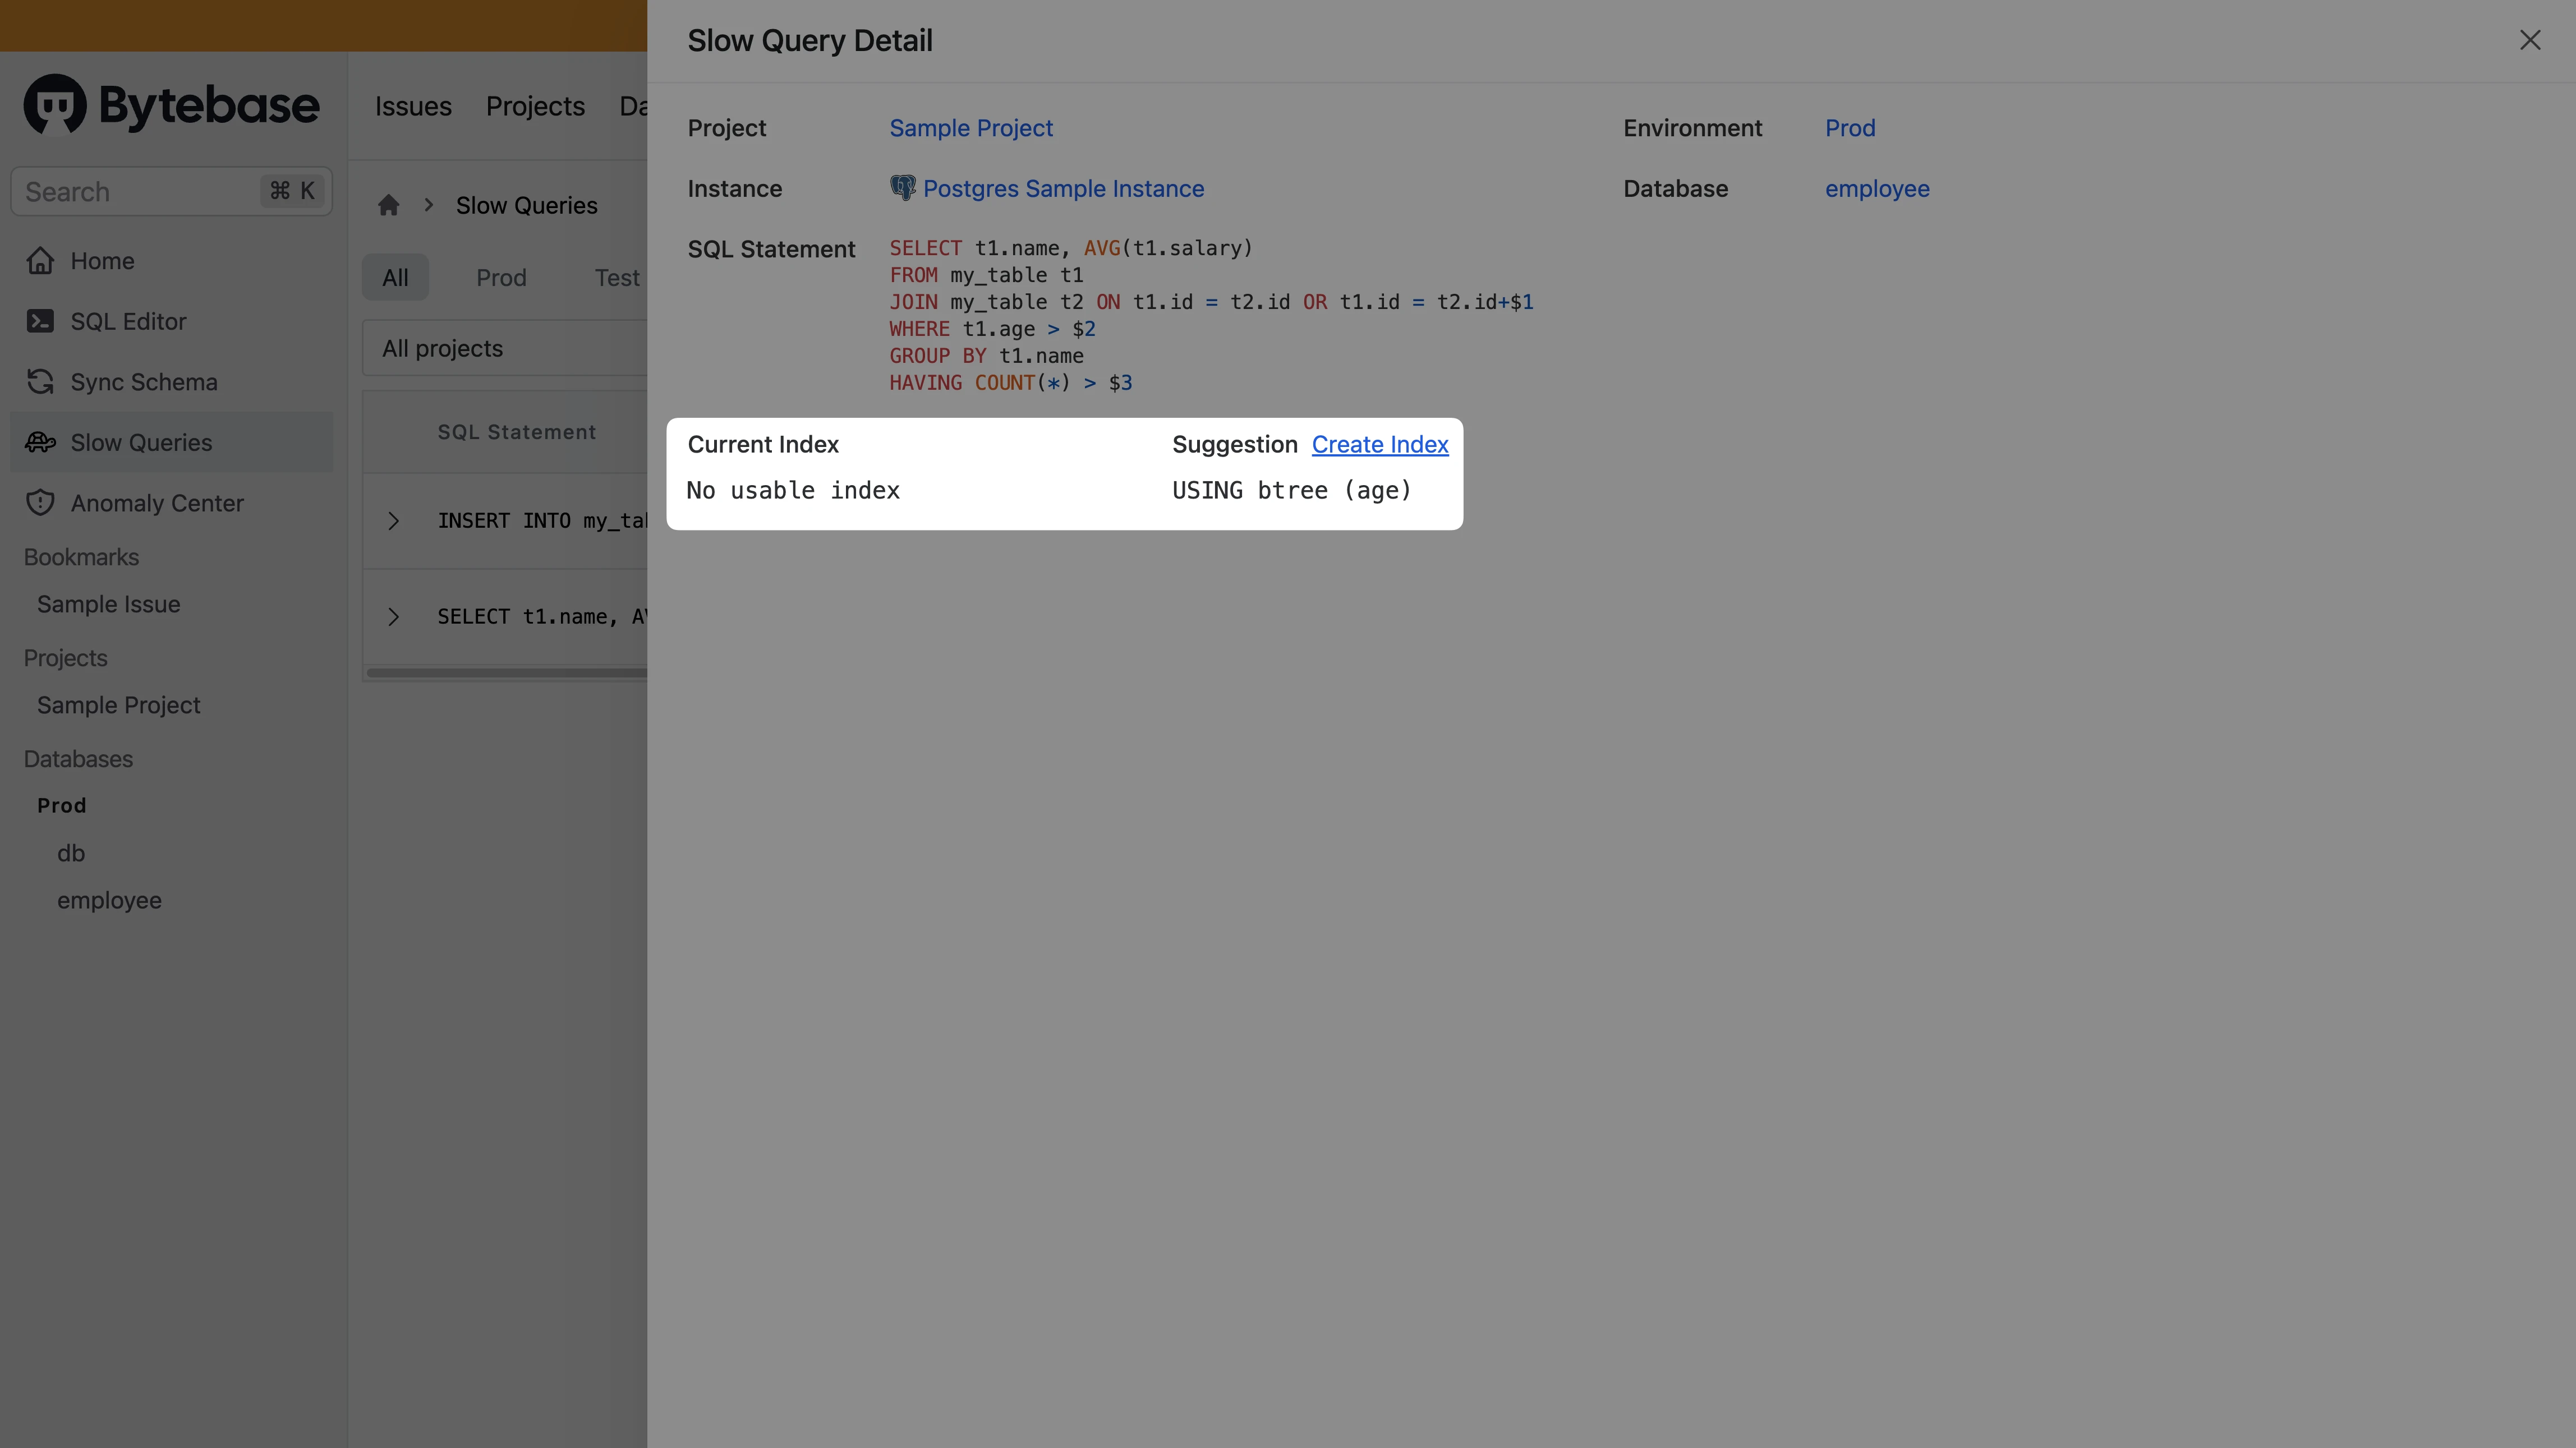 Bytebase
Search ⌘ K
Home
SQL Editor
Sync Schema
Slow Queries
Anomaly Center
Bookmarks
Sample Issue
Projects
Sample Project
Databases
Prod
db
employee
Issues Projects Da
Slow Queries
All Prod Test
All projects
SQL Statement
INSERT INTO my_tal
SELECT t1.name, A
Slow Query Detail
Project Sample Project Environment Prod
Instance Postgres Sample Instance Database employee
SQL Statement SELECT t1.name, AVG(t1.salary)
FROM my_table t1
JOIN my_table t2 ON t1.id = t2.id OR t1.id = t2.id+$1
WHERE t1.age > $2
GROUP BY t1.name
HAVING COUNT(*) > $3
Current Index Suggestion Create Index
No usable index USING btree (age)